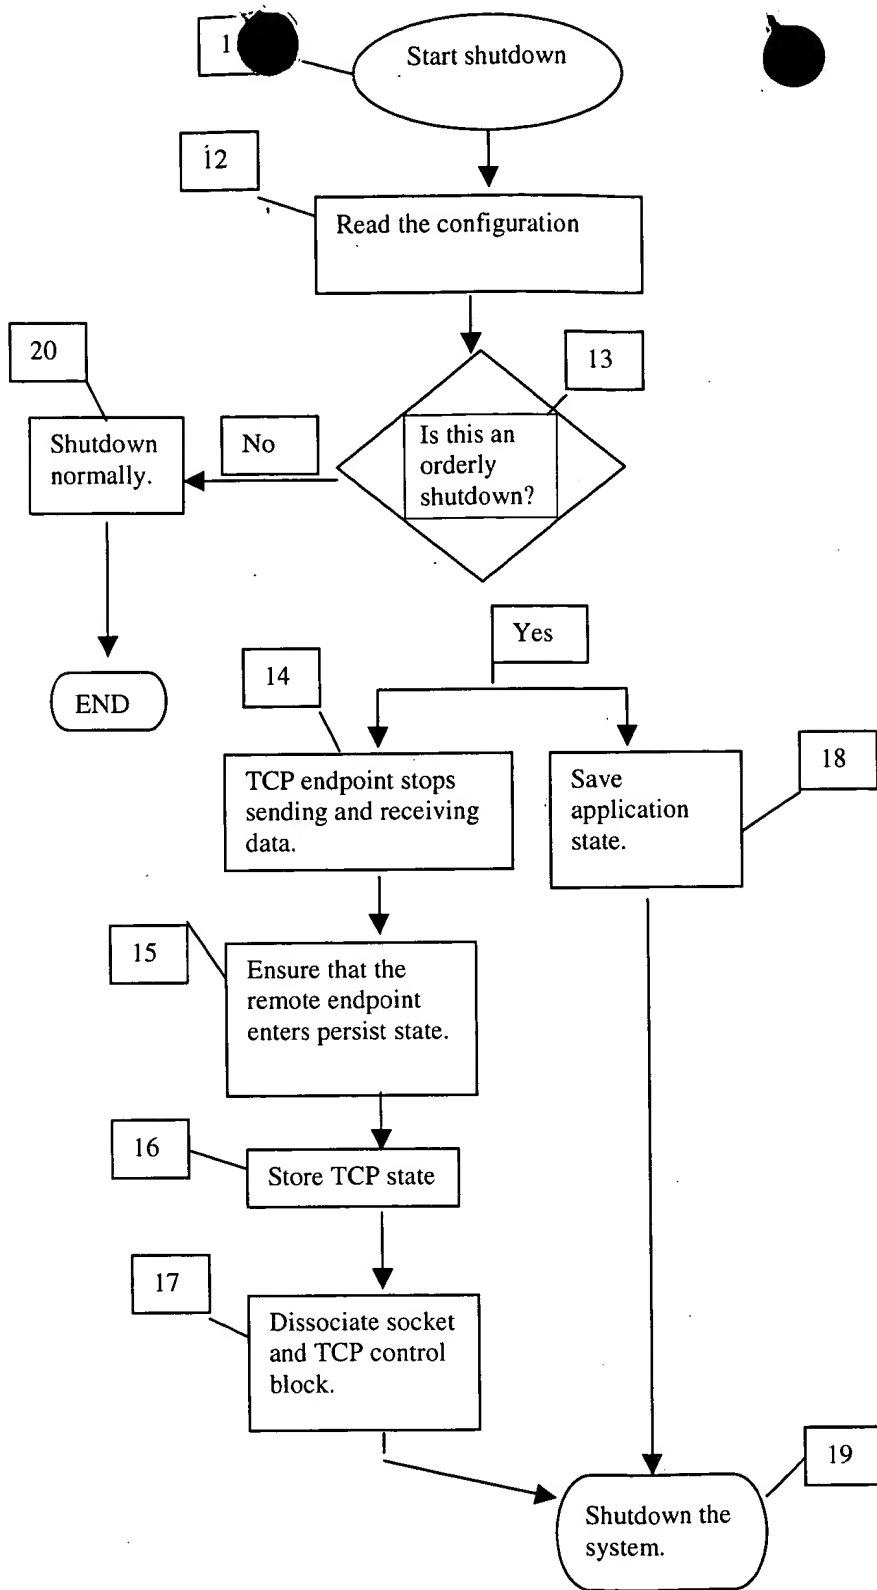 1
Start shutdown
12
Read the configuration
20
13
Shutdown
normally.
No
Is this an
orderly
shutdown?
Yes
14
END
TCP endpoint stops
sending and receiving
data.
18
Save
application
state.
15
Ensure that the
remote endpoint
enters persist state.
16
Store TCP state
17
Dissociate socket
and TCP control
block.
19
Shutdown the
system.